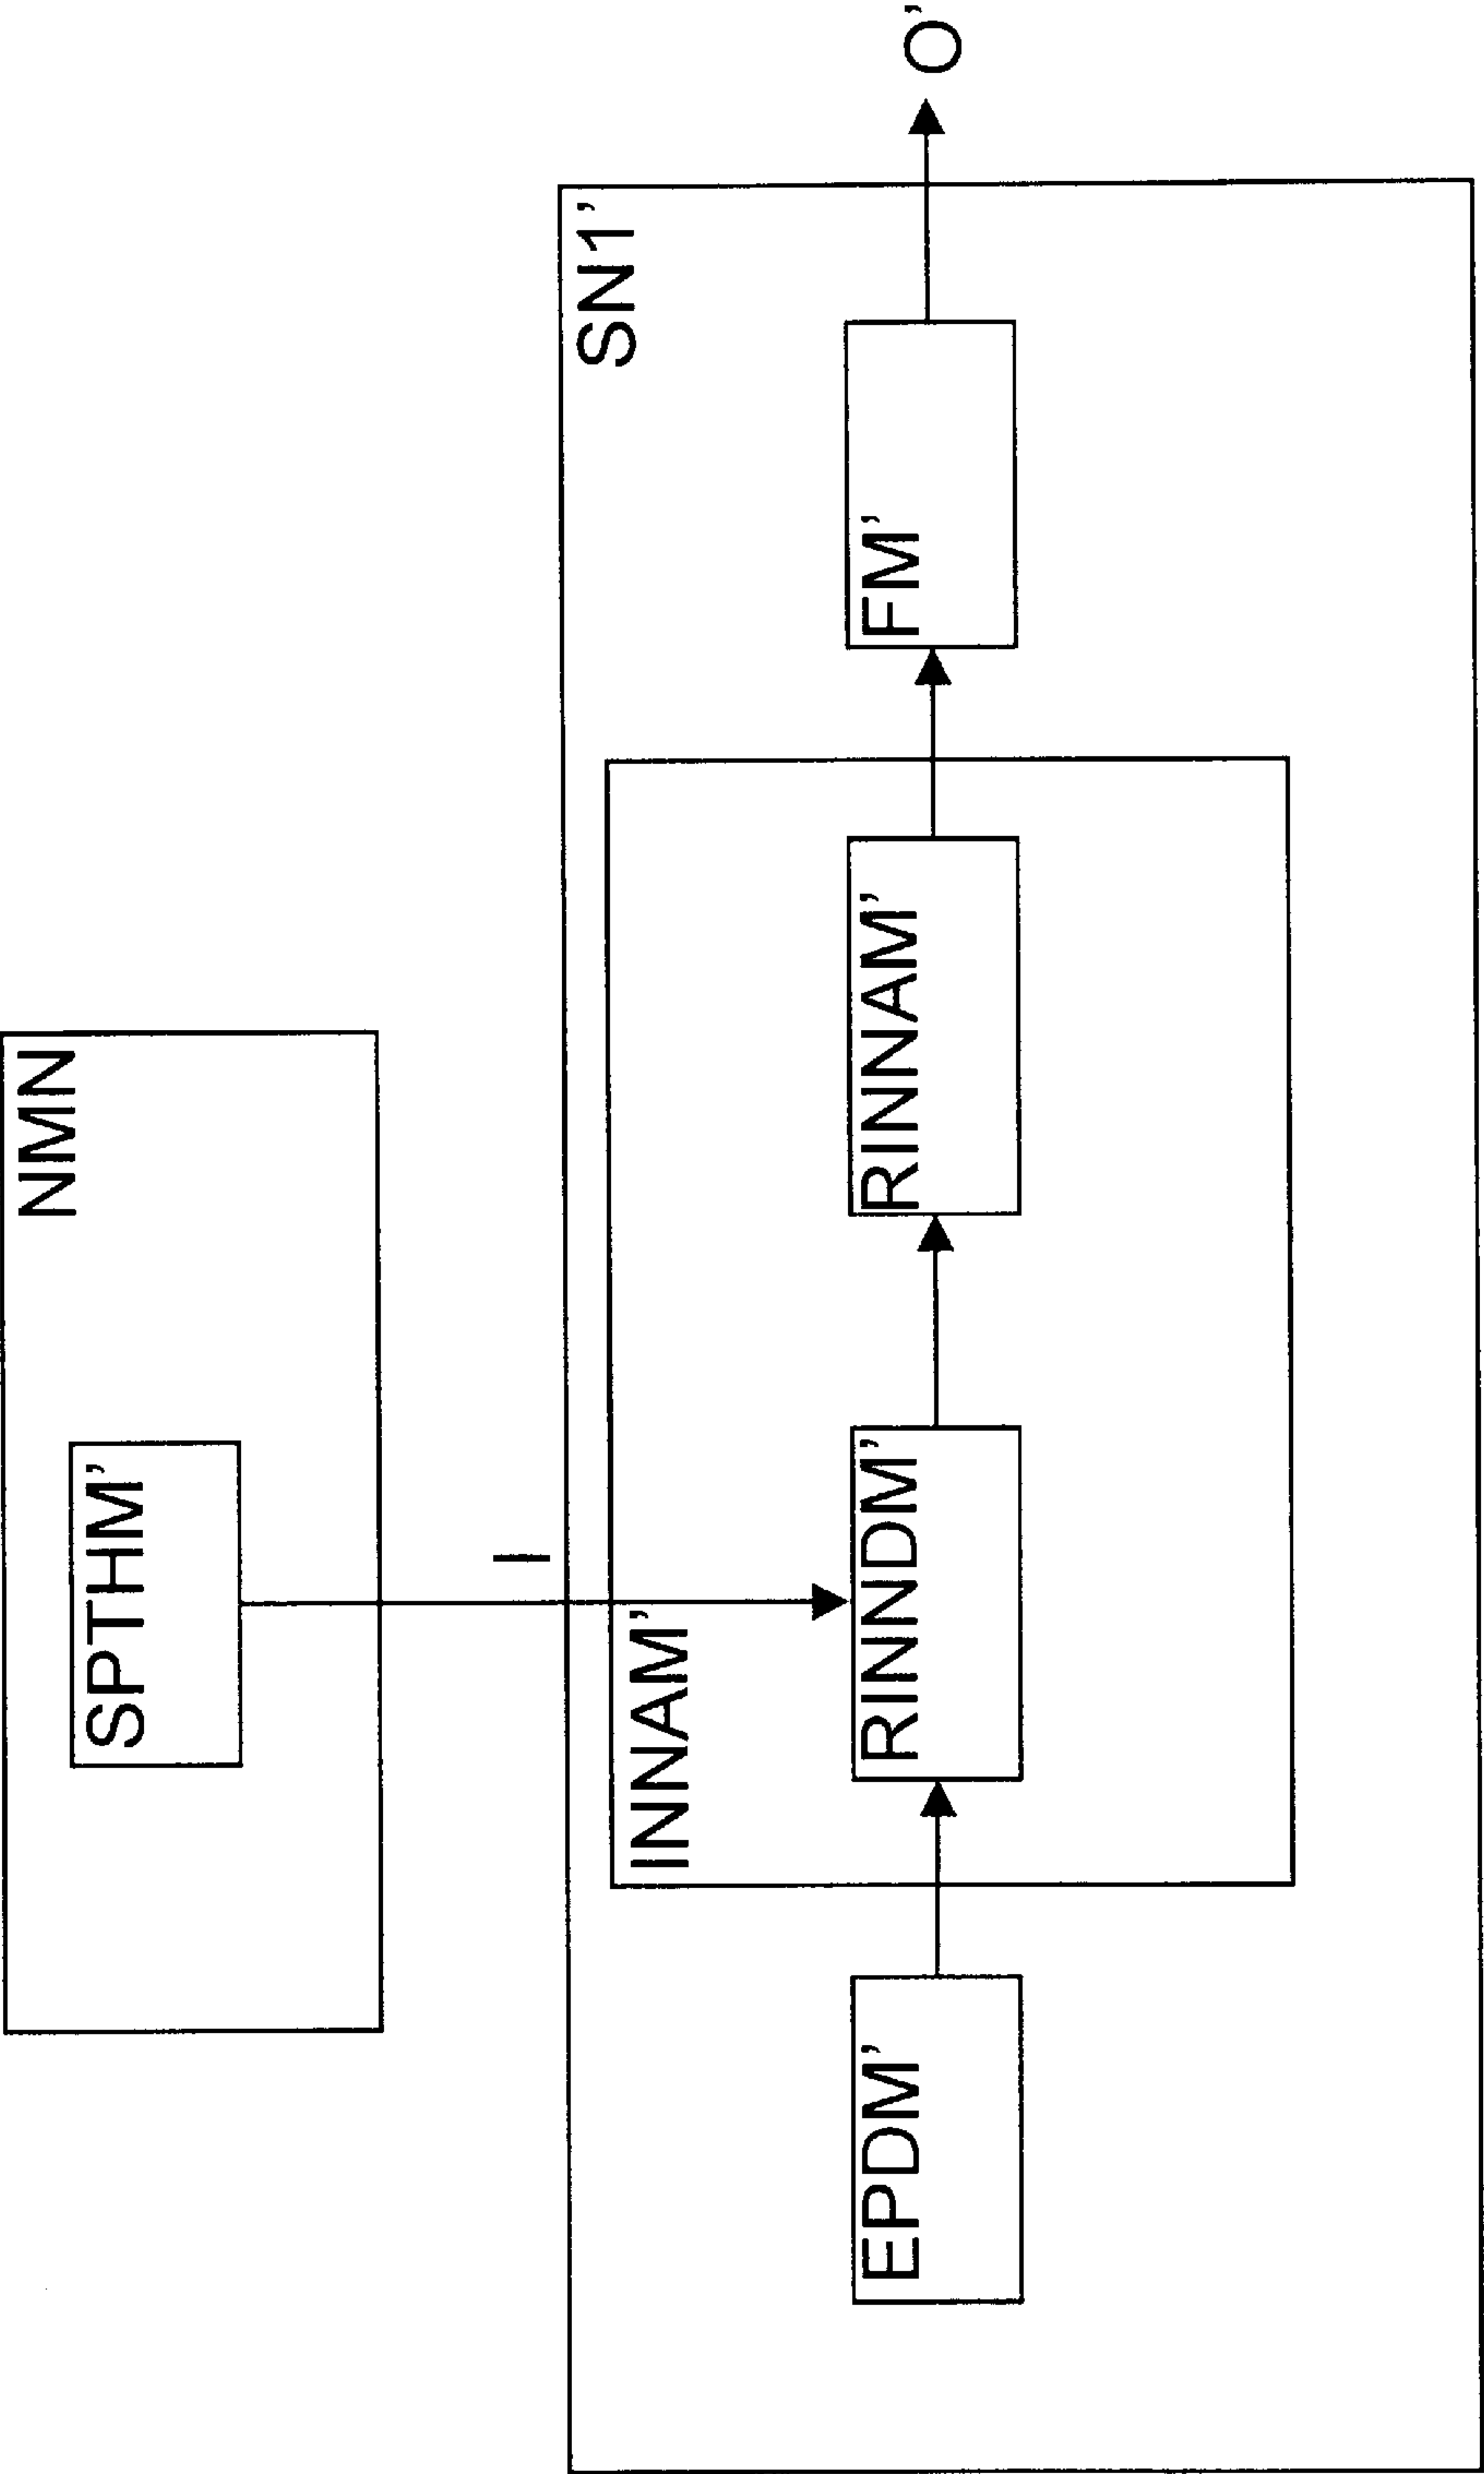 NMN
SPTHM’
I
SN1’
INNAM’
EPDM’
RINNDM’
RINNAM’
FM’
O’